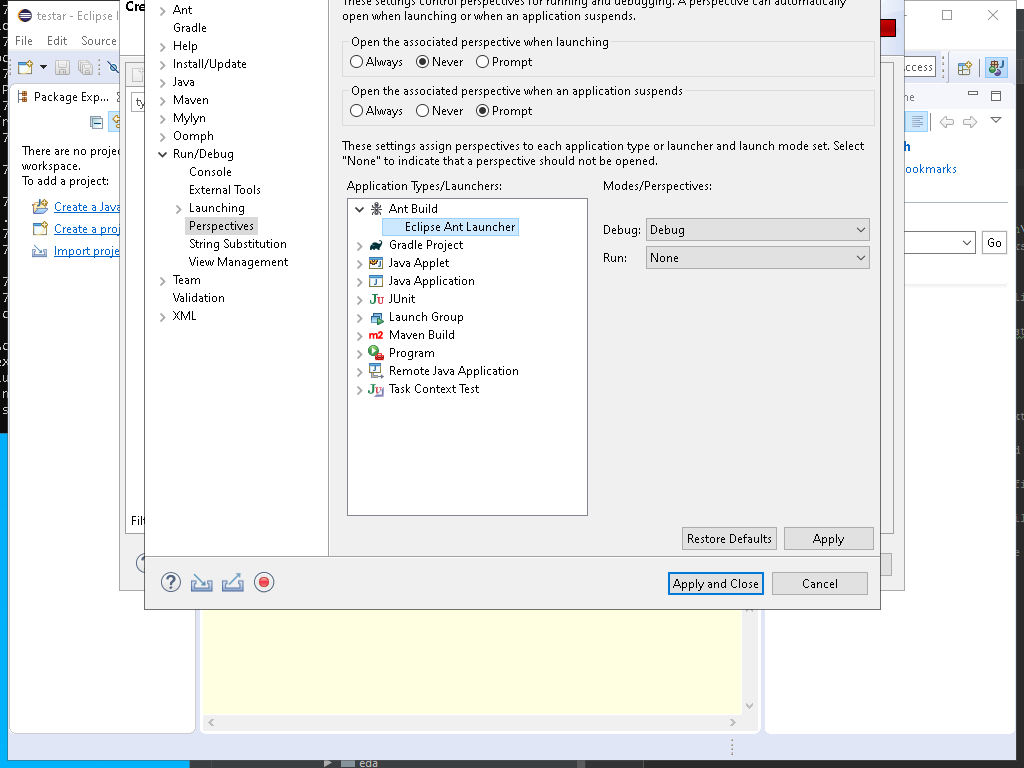 testar - Eclipse
File Edit Source
Package Exp...
There are no proje
workspace.
To add a project:
Create a Java
Create a proj
Import proje
Cre
Filt
Ant
Gradle
Help
Install/Update
Java
Maven
Mylyn
Oomph
Run/Debug
Console
External Tools
Launching
Perspectives
String Substitution
View Management
Team
Validation
XML
These settings control perspectives for running and debugging. A perspective can automatically
open when launching or when an application suspends.
Open the associated perspective when launching
Always Never Prompt
Open the associated perspective when an application suspends
Always Never Prompt
These settings assign perspectives to each application type or launcher and launch mode set. Select
"None" to indicate that a perspective should not be opened.
Application Types/Launchers:
Ant Build
Eclipse Ant Launcher
Gradle Project
Java Applet
Java Application
JUnit
Launch Group
Maven Build
Program
Remote Java Application
Task Context Test
Modes/Perspectives:
Debug: Debug
Run: None
Restore Defaults Apply
Apply and Close Cancel
ccess
ookmarks
Go
eda